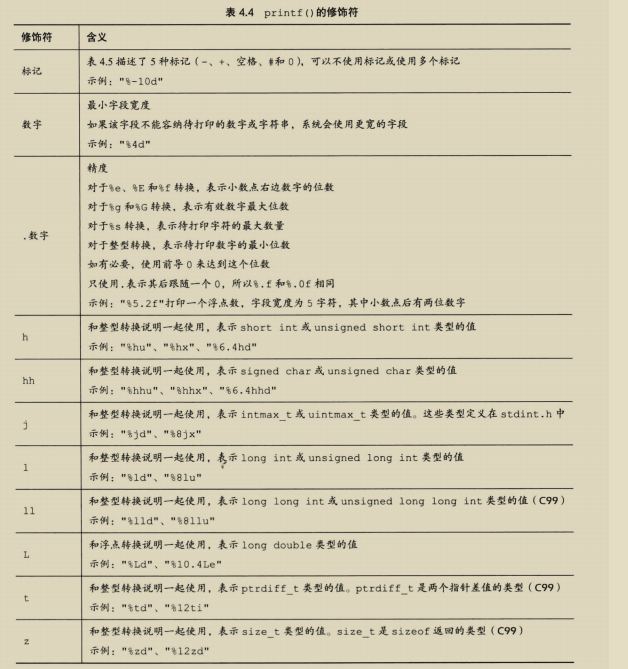 表 4.4 printf()的修饰符
修饰符 含义
标记
表 4.5 描述了 5 种标记(-、+、空格、#和 0),可以不使用标记或使用多个标记
示例:"%-10d"
数字
最小字段宽度
如果该字段不能容纳待打印的数字或字符串,系统会使用更宽的字段
示例:"%4d"
.数字
精度
对于%e、%E 和%f 转换,表示小数点右边数字的位数
对于%g 和%G 转换,表示有效数字最大位数
对于%s 转换,表示待打印字符的最大数量
对于整型转换,表示待打印数字的最小位数
如有必要,使用前导 0 来达到这个位数
只使用.表示其后跟随一个 0,所以%.f 和%.0f 相同
示例:"%5.2f"打印一个浮点数,字段宽度为 5 字符,其中小数点后有两位数字
h
和整型转换说明一起使用,表示 short int 或 unsigned short int 类型的值
示例:"%hu"、"%hx"、"%6.4hd"
hh
和整型转换说明一起使用,表示 signed char 或 unsigned char 类型的值
示例:"%hhu"、"%hhx"、"%6.4hhd"
j
和整型转换说明一起使用,表示 intmax_t 或 uintmax_t 类型的值。这些类型定义在 stdint.h 中
示例:"%jd"、"%8jx"
l
和整型转换说明一起使用,表示 long int 或 unsigned long int 类型的值
示例:"%ld"、"%8lu"
ll
和整型转换说明一起使用,表示 long long int 或 unsigned long long int 类型的值(C99)
示例:"%lld"、"%8llu"
L
和浮点转换说明一起使用,表示 long double 类型的值
示例:"%Ld"、"%10.4Le"
t
和整型转换说明一起使用,表示 ptrdiff_t 类型的值。ptrdiff_t 是两个指针差值的类型(C99)
示例:"%td"、"%12ti"
z
和整型转换说明一起使用,表示 size_t 类型的值。size_t 是 sizeof 返回的类型(C99)
示例:"%zd"、"%12zd"